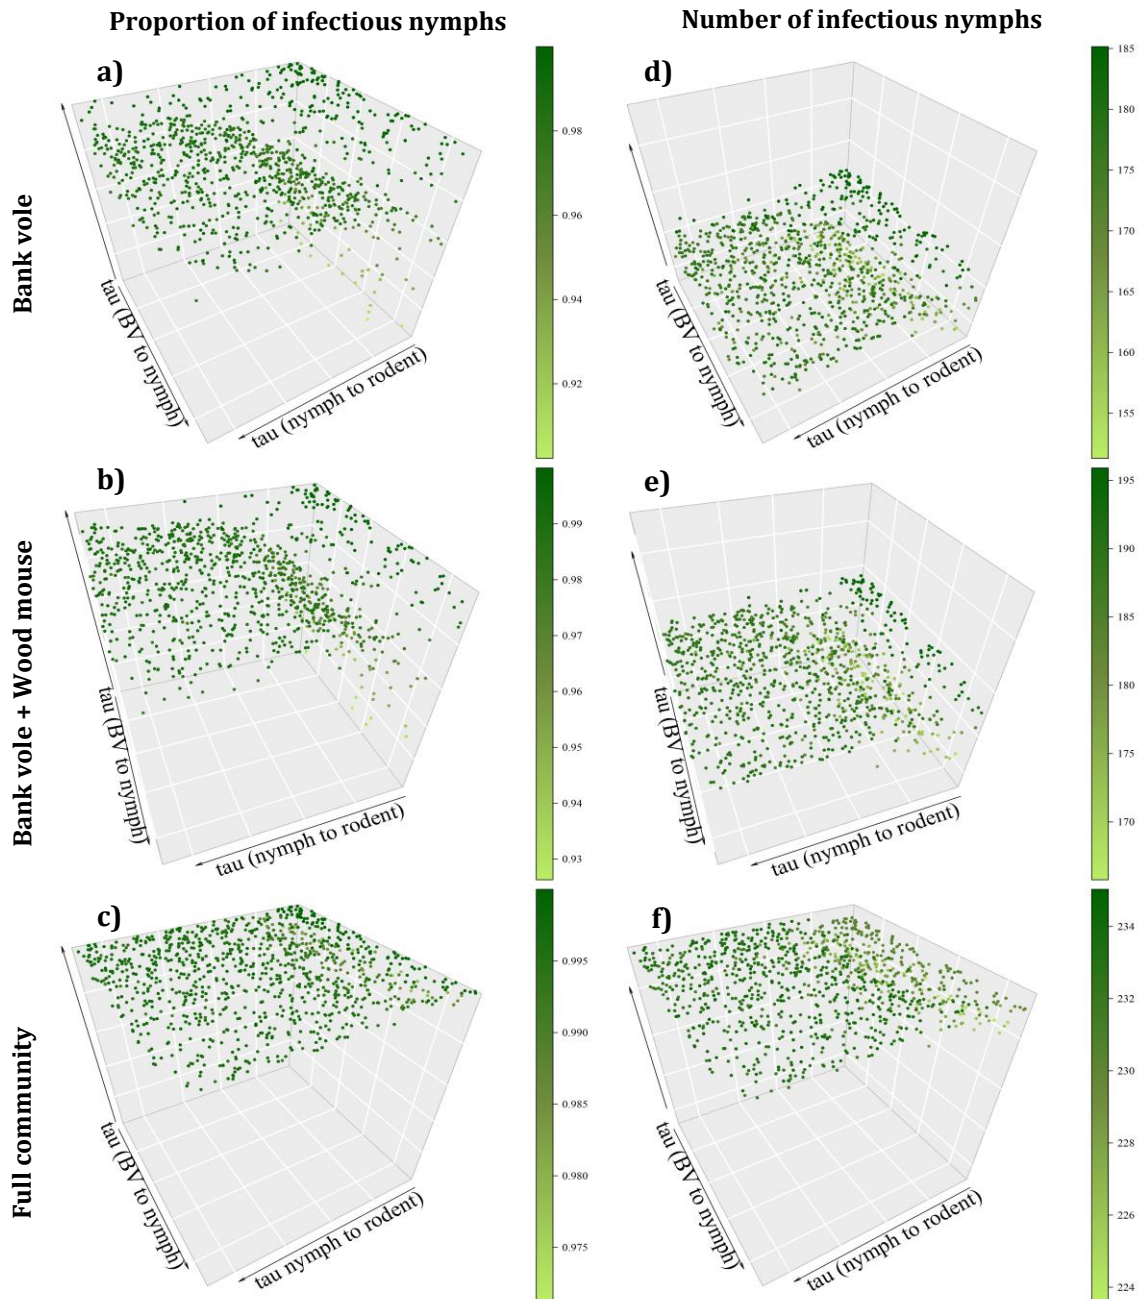 Proportion of infectious nymphs
Number of infectious nymphs
Bank vole
a)
tau (BV to nymph)
tau (nymph to rodent)
0.98
0.96
0.94
0.92
d)
tau (BV to nymph)
tau (nymph to rodent)
185
180
175
170
165
160
155
Bank vole + Wood mouse
b)
tau (BV to nymph)
tau (nymph to rodent)
0.99
0.98
0.97
0.96
0.95
0.94
0.93
e)
tau (BV to nymph)
tau (nymph to rodent)
195
190
185
180
175
170
Full community
c)
tau (BV to nymph)
tau nymph to rodent)
0.995
0.990
0.985
0.980
0.975
f)
tau (BV to nymph)
tau (nymph to rodent)
234
232
230
228
226
224